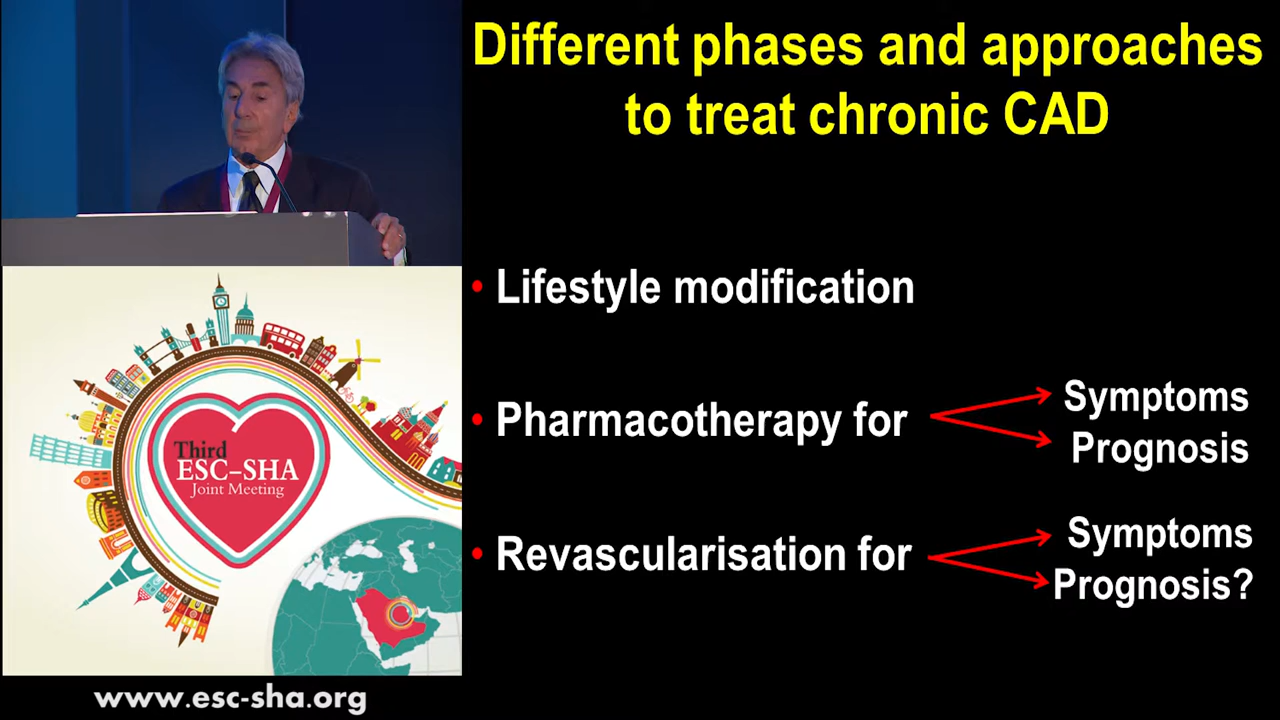 Different phases and approaches
to treat chronic CAD
• Lifestyle modification
• Pharmacotherapy for
Symptoms
Prognosis
• Revascularisation for
Symptoms
Prognosis?
Third
ESC-SHA
Joint Meeting
www.esc-sha.org